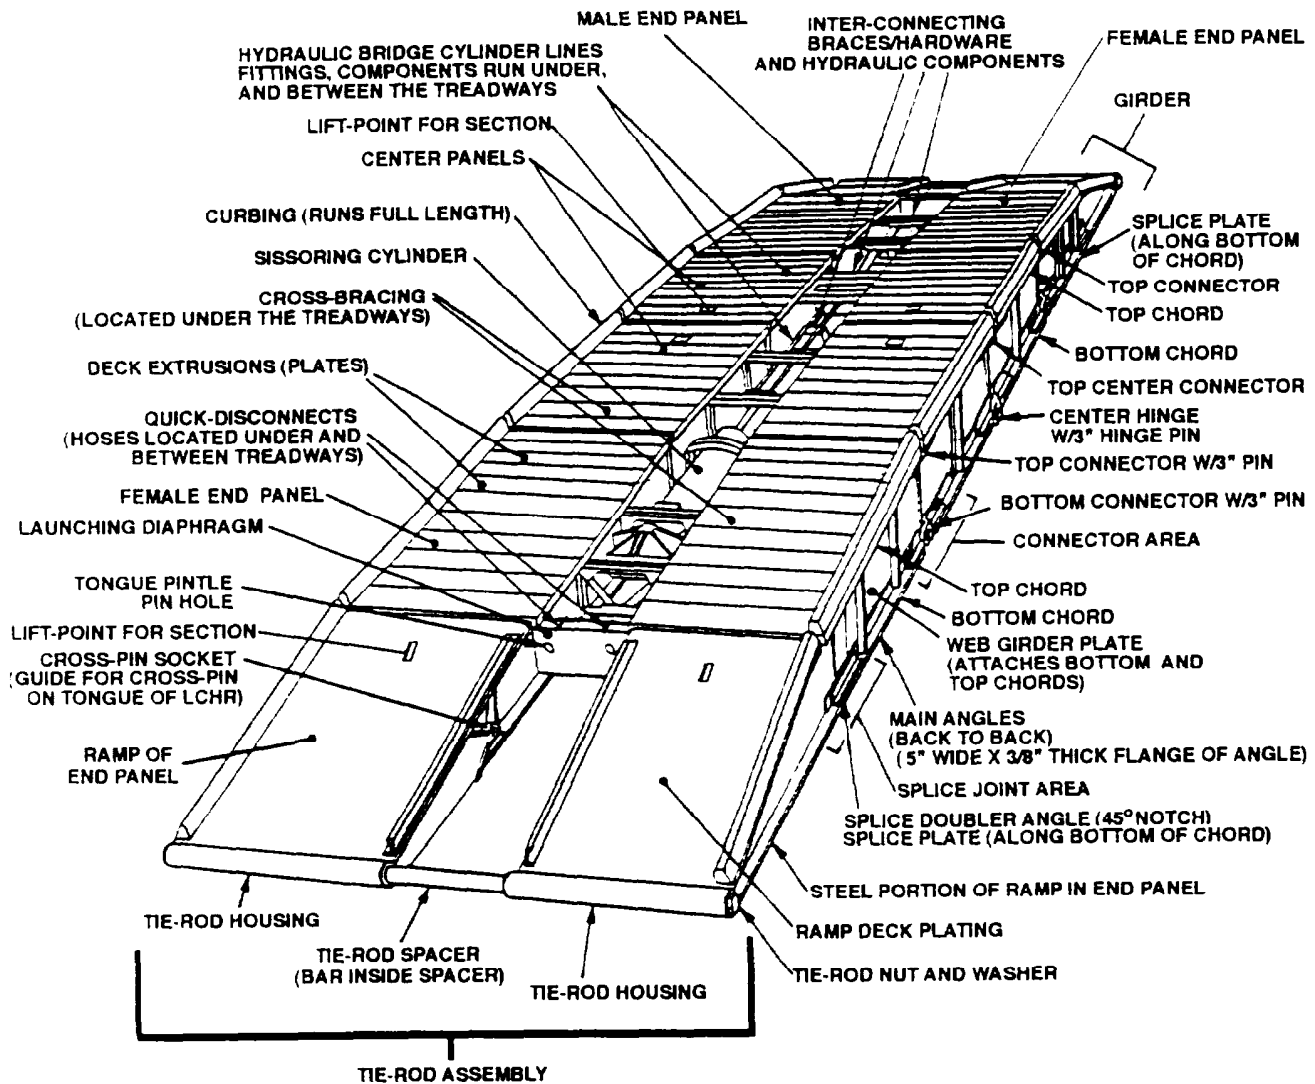 MALE END PANEL
INTER-CONNECTING
BRACES/HARDWARE
AND HYDRAULIC COMPONENTS
FEMALE END PANEL
GIRDER
HYDRAULIC BRIDGE CYLINDER LINES
FITTINGS, COMPONENTS RUN UNDER,
AND BETWEEN THE TREADWAYS
LIFT-POINT FOR SECTION
CENTER PANELS
CURBING (RUNS FULL LENGTH)
SISSORING CYLINDER
CROSS-BRACING
(LOCATED UNDER THE TREADWAYS)
DECK EXTRUSIONS (PLATES)
QUICK-DISCONNECTS
(HOSES LOCATED UNDER AND
BETWEEN TREADWAYS)
FEMALE END PANEL
LAUNCHING DIAPHRAGM
TONGUE PINTLE
PIN HOLE
LIFT-POINT FOR SECTION
CROSS-PIN SOCKET
(GUIDE FOR CROSS-PIN
ON TONGUE OF LCHR)
RAMP OF
END PANEL
SPLICE PLATE
(ALONG BOTTOM
OF CHORD)
TOP CONNECTOR
TOP CHORD
BOTTOM CHORD
TOP CENTER CONNECTOR
CENTER HINGE
W/3" HINGE PIN
TOP CONNECTOR W/3" PIN
BOTTOM CONNECTOR W/3" PIN
CONNECTOR AREA
TOP CHORD
BOTTOM CHORD
WEB GIRDER PLATE
(ATTACHES BOTTOM AND
TOP CHORDS)
MAIN ANGLES
(BACK TO BACK)
(5" WIDE X 3/8" THICK FLANGE OF ANGLE)
SPLICE JOINT AREA
SPLICE DOUBLER ANGLE (45° NOTCH)
SPLICE PLATE (ALONG BOTTOM OF CHORD)
STEEL PORTION OF RAMP IN END PANEL
RAMP DECK PLATING
TIE-ROD NUT AND WASHER
TIE-ROD HOUSING
TIE-ROD SPACER
(BAR INSIDE SPACER)
TIE-ROD HOUSING
TIE-ROD ASSEMBLY